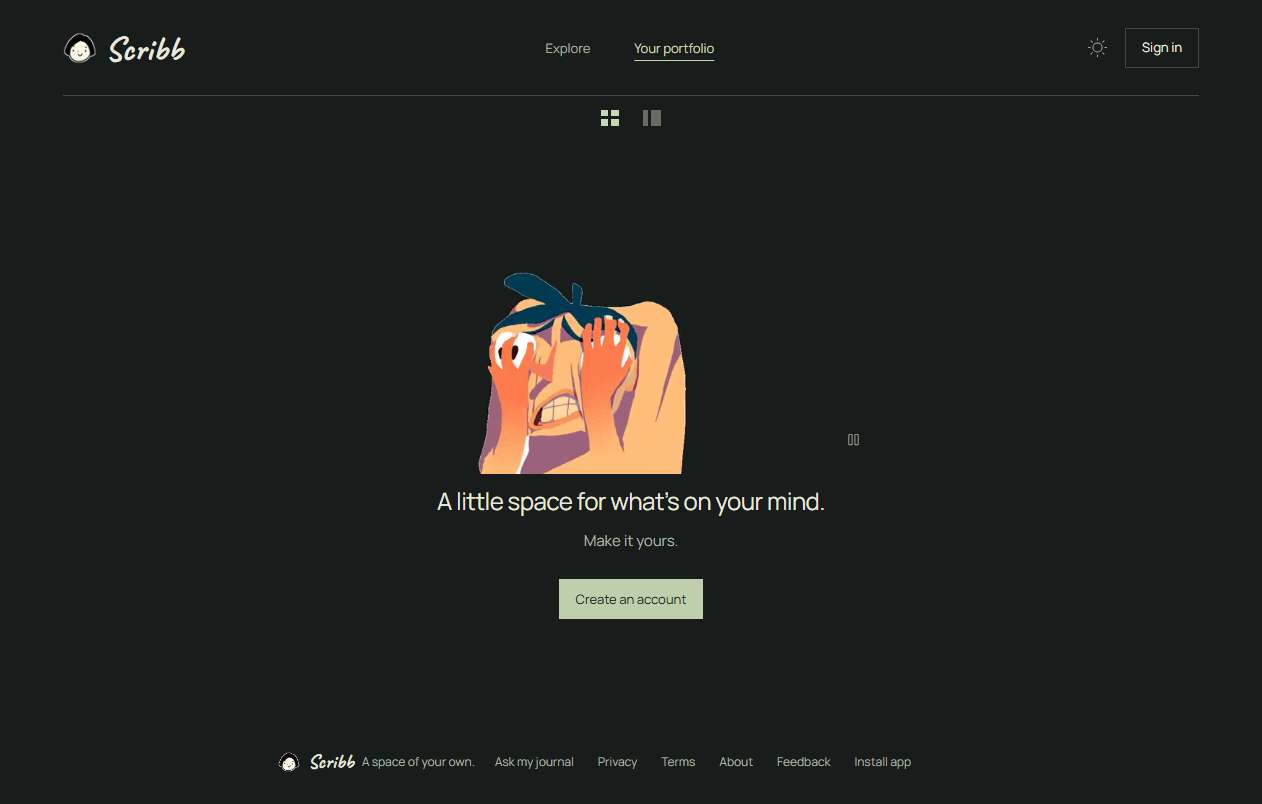 Scribb
Explore
Your portfolio
Sign in
A little space for what's on your mind.
Make it yours.
Create an account
Scribb A space of your own. Ask my journal Privacy Terms About Feedback Install app